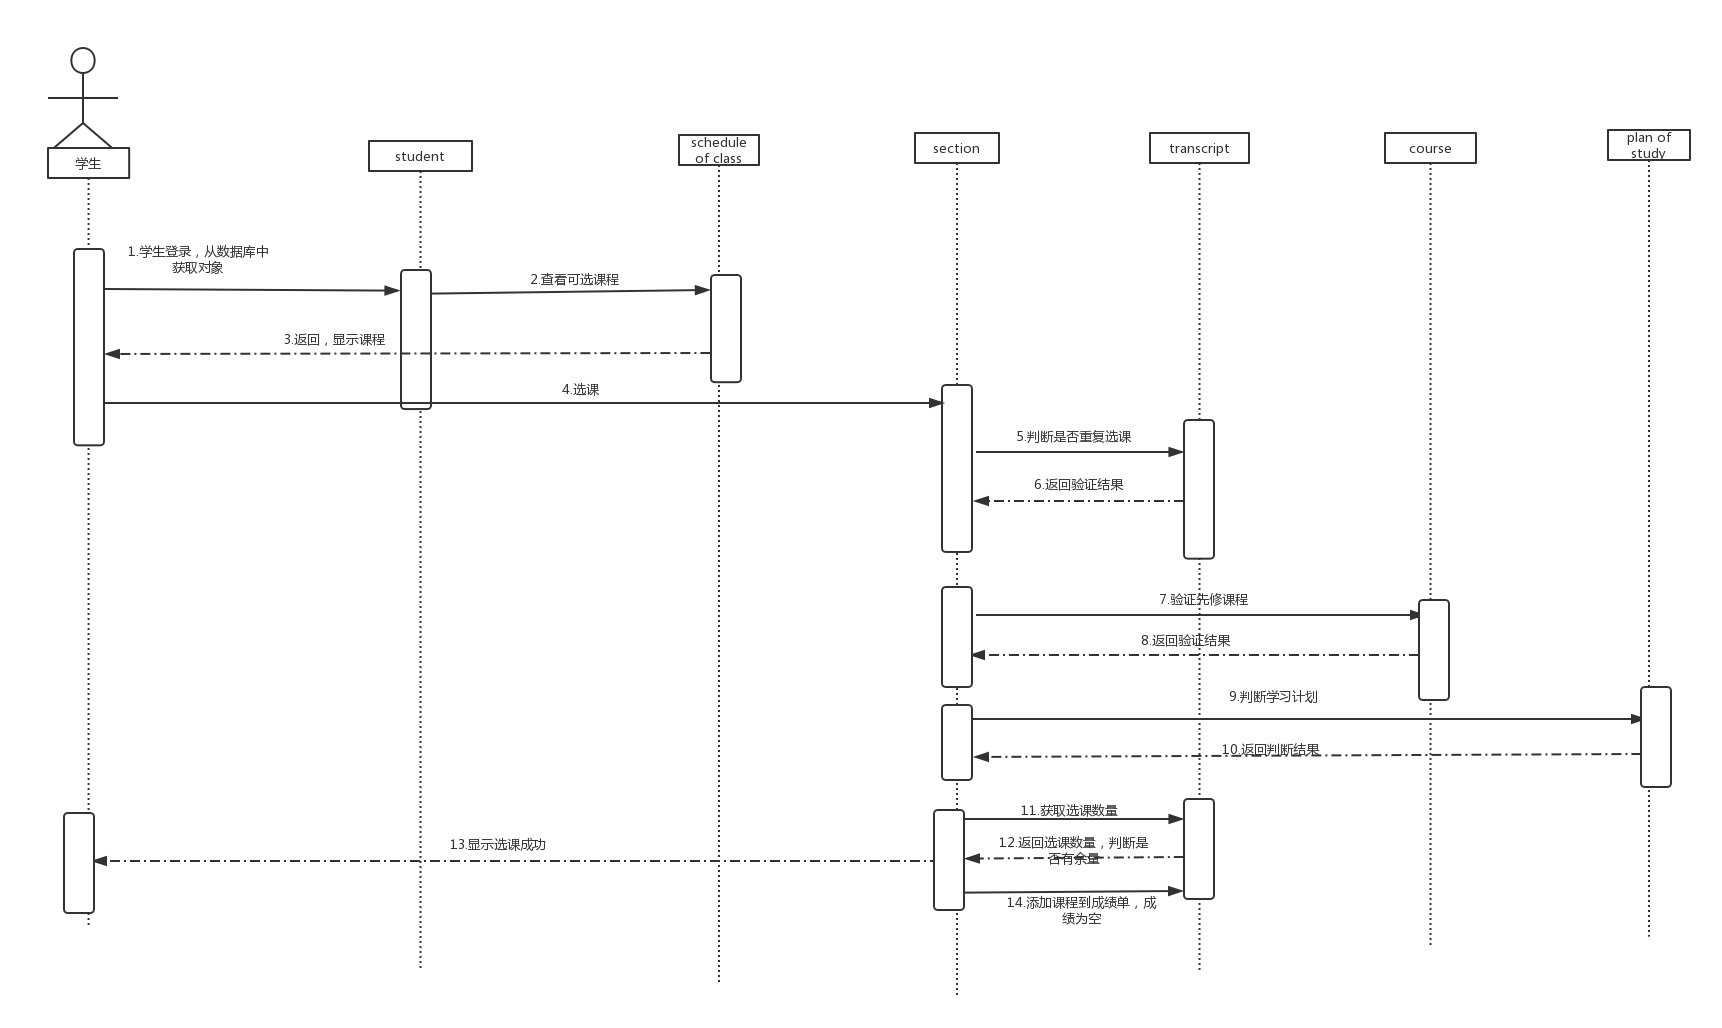 学生
student
schedule
of class
section
transcript
course
plan of
study
1.学生登录，从数据库中
获取对象
2.查看可选课程
3.返回，显示课程
4.选课
5.判断是否重复选课
6.返回验证结果
7.验证先修课程
8.返回验证结果
9.判断学习计划
10.返回判断结果
11.获取选课数量
12.返回选课数量，判断是
否有余量
13.显示选课成功
14.添加课程到成绩单，成
绩为空